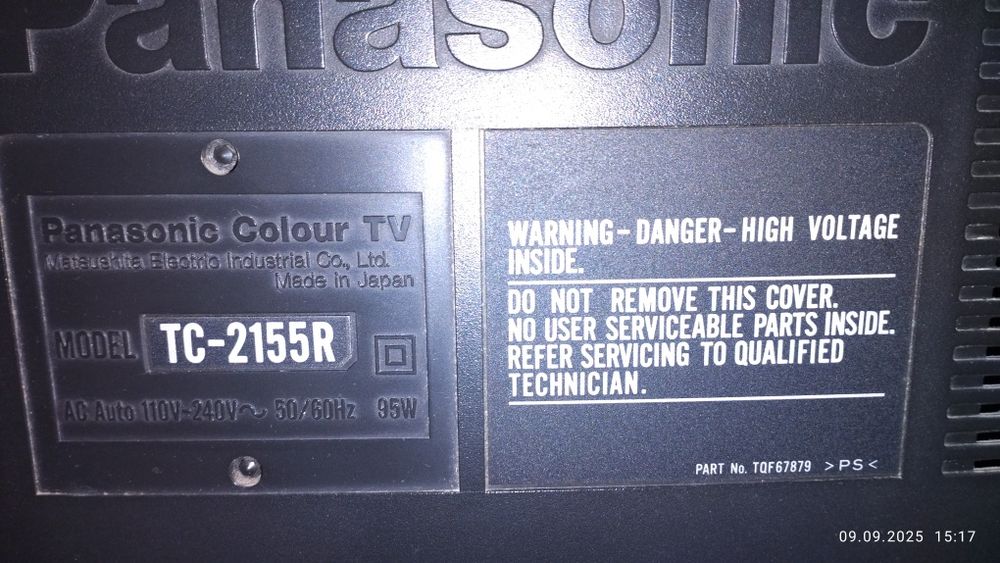 Panasonic
Panasonic Colour TV
Matsushita Electric Industrial Co., Ltd.
Made in Japan
MODEL TC-2155R
AC Auto 110V-240V～ 50/60Hz 95W
WARNING-DANGER-HIGH VOLTAGE
INSIDE.
DO NOT REMOVE THIS COVER.
NO USER SERVICEABLE PARTS INSIDE.
REFER SERVICING TO QUALIFIED
TECHNICIAN.
PART No. TQF67879 >PS<
09.09.2025 15:17